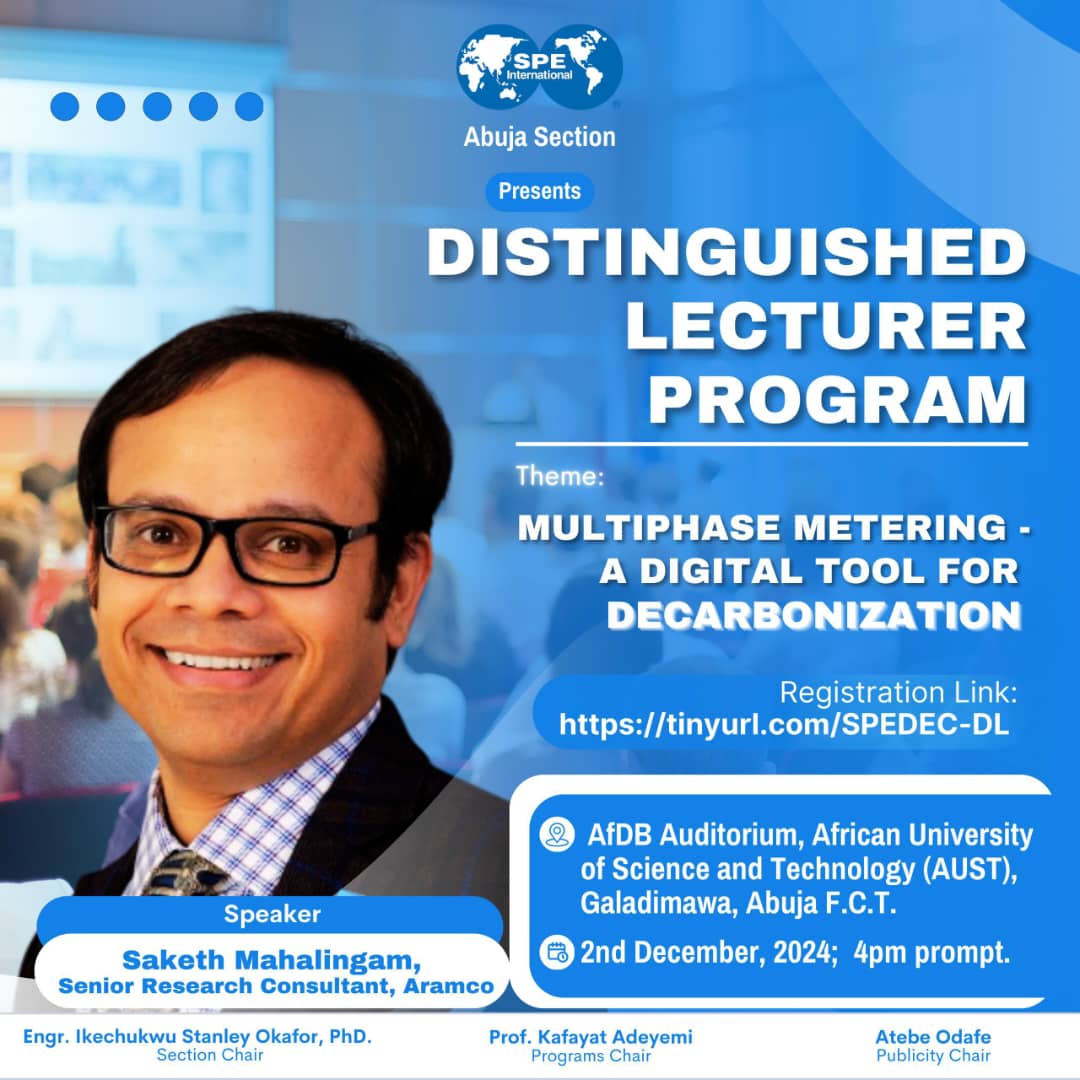 SPE
International
Abuja Section
Presents
DISTINGUISHED
LECTURER
PROGRAM
Theme:
MULTIPHASE METERING -
A DIGITAL TOOL FOR
DECARBONIZATION
Registration Link:
https://tinyurl.com/SPEDEC-DL
AfDB Auditorium, African University
of Science and Technology (AUST),
Galadimawa, Abuja F.C.T.
2nd December, 2024; 4pm prompt.
Speaker
Saketh Mahalingam,
Senior Research Consultant, Aramco
Engr. Ikechukwu Stanley Okafor, PhD.
Section Chair
Prof. Kafayat Adeyemi
Programs Chair
Atebe Odafe
Publicity Chair